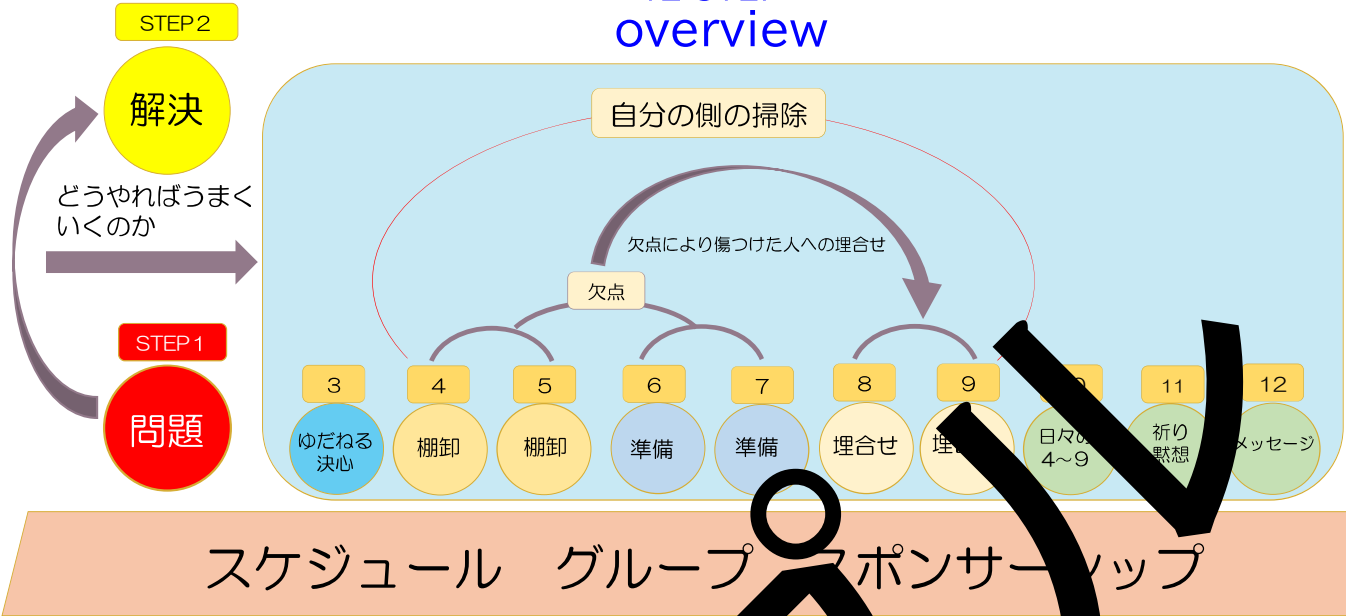 overview
STEP2
解決
どうやればうまく
いくのか
STEP1
問題
自分の側の掃除
欠点により傷つけた人への埋合せ
欠点
3
4
5
6
7
8
9
11
12
ゆだねる
決心
棚卸
棚卸
準備
準備
埋合せ
日々の
4~9
祈り
黙想
メッセージ
スケジュール グループ